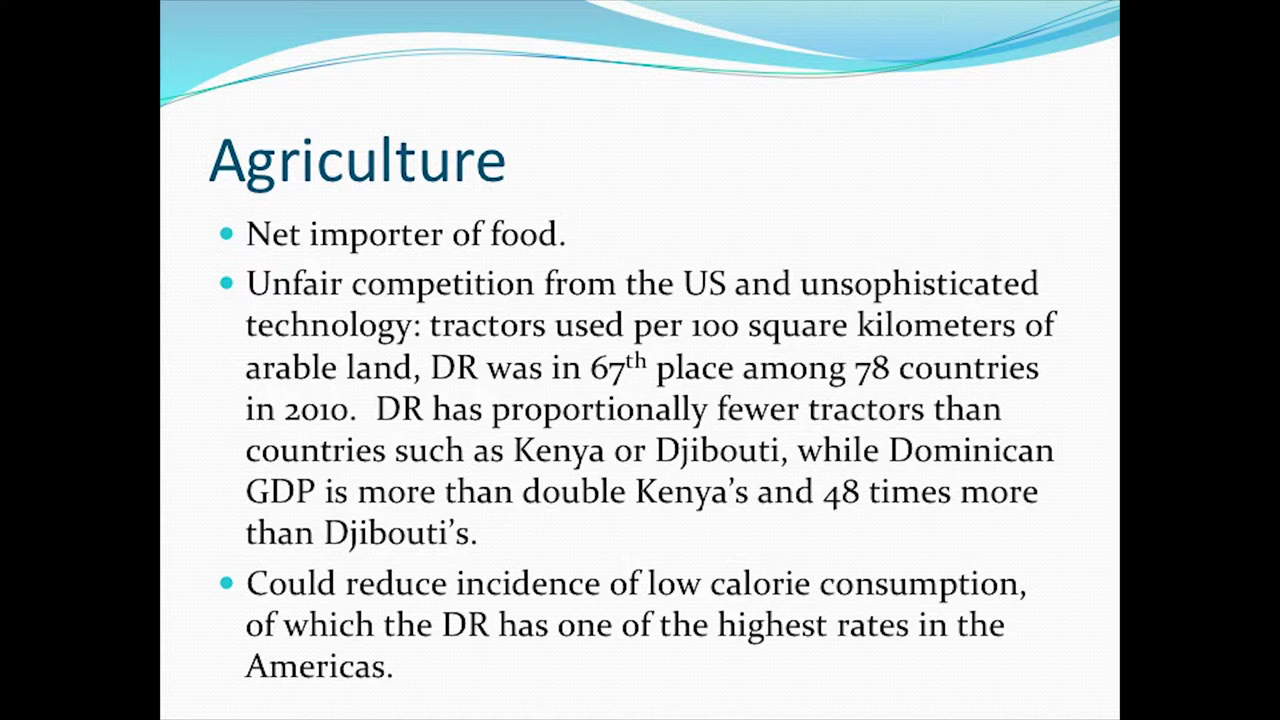 Agriculture
• Net importer of food.
• Unfair competition from the US and unsophisticated
technology: tractors used per 100 square kilometers of
arable land, DR was in 67th place among 78 countries
in 2010.  DR has proportionally fewer tractors than
countries such as Kenya or Djibouti, while Dominican
GDP is more than double Kenya’s and 48 times more
than Djibouti’s.
• Could reduce incidence of low calorie consumption,
of which the DR has one of the highest rates in the
Americas.